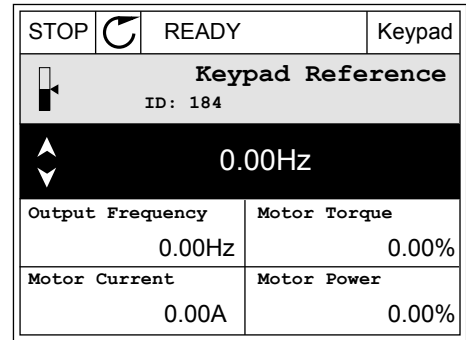 STOP READY Keypad
Keypad Reference
ID: 184
0.00Hz
Output Frequency Motor Torque
0.00Hz 0.00%
Motor Current Motor Power
0.00A 0.00%